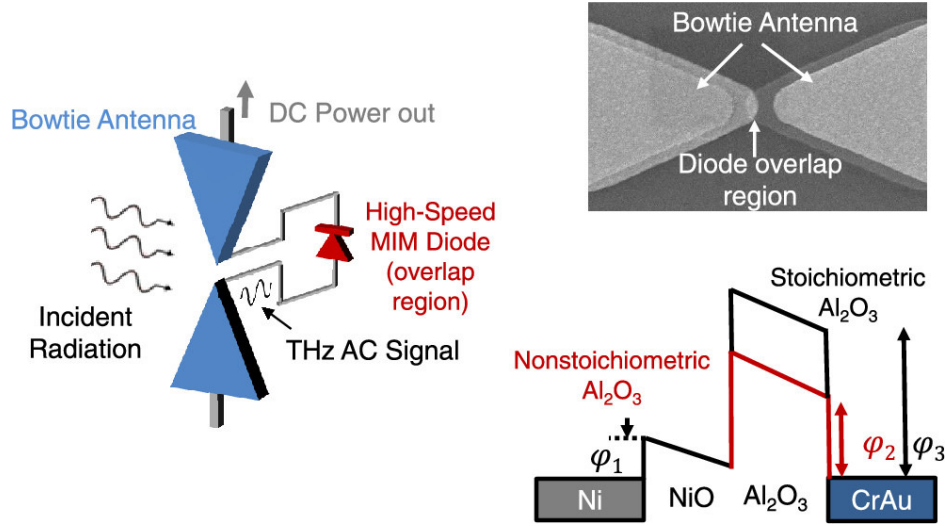 Bowtie Antenna
DC Power out
High-Speed
MIM Diode
(overlap
region)
Incident
Radiation
THz AC Signal
Bowtie Antenna
Diode overlap
region
Stoichiometric
Al₂O₃
Nonstoichiometric
Al₂O₃
φ₁
φ₂
φ₃
Ni
NiO
Al₂O₃
CrAu